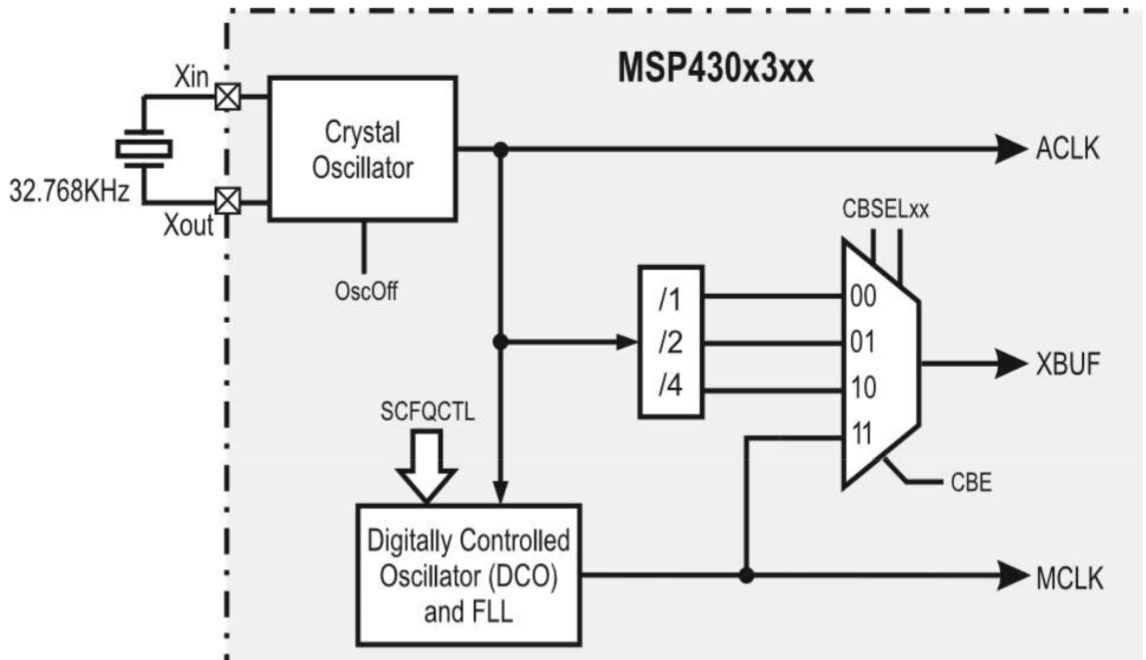 MSP430x3xx
Xin
Crystal
Oscillator
ACLK
32.768KHz
Xout
OscOff
CBSELxx
/1
/2
/4
00
01
10
11
XBUF
CBE
SCFQCTL
Digitally Controlled
Oscillator (DCO)
and FLL
MCLK